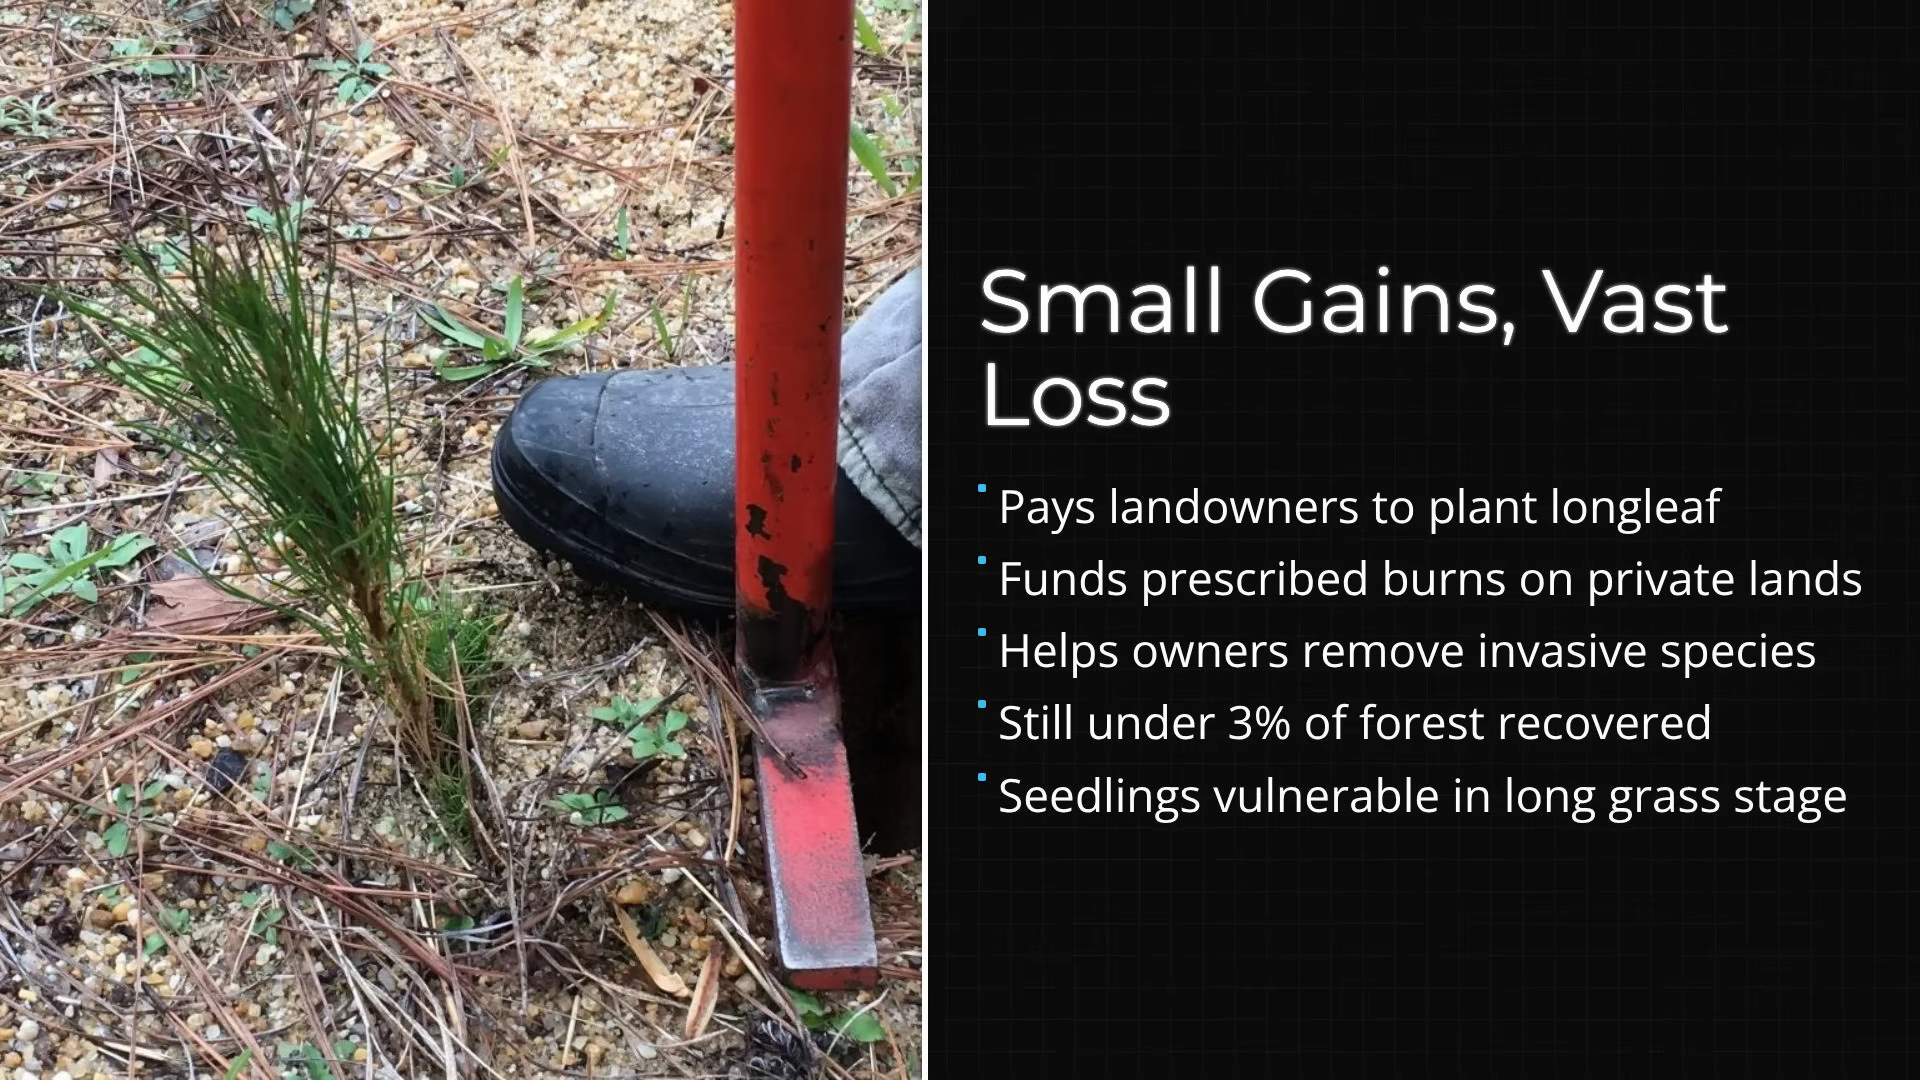 Small Gains, Vast
Loss
Pays landowners to plant longleaf
Funds prescribed burns on private lands
Helps owners remove invasive species
Still under 3% of forest recovered
Seedlings vulnerable in long grass stage